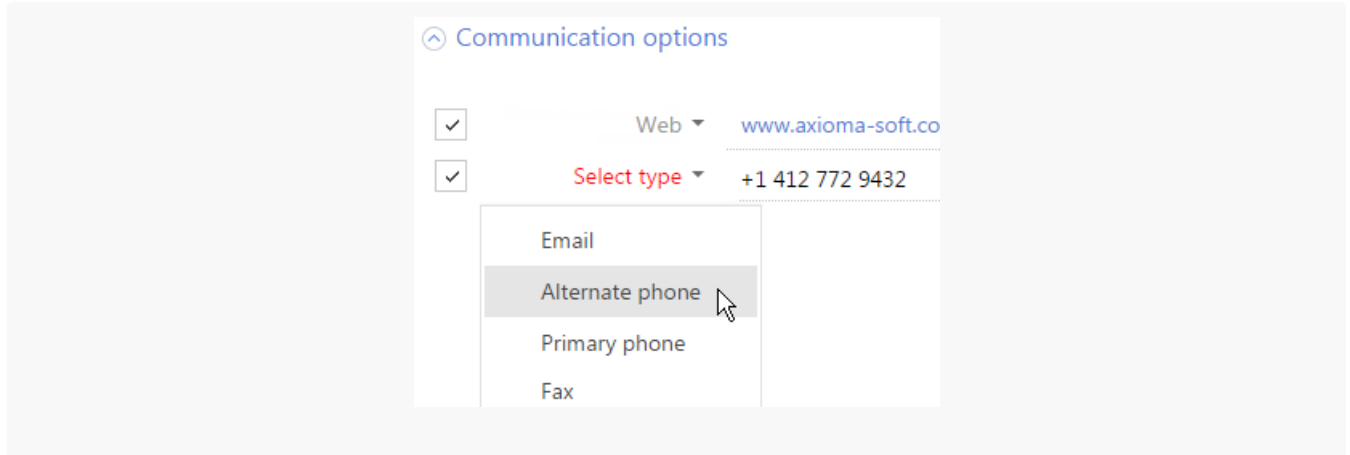 Communication options
Web www.axioma-soft.co
Select type +1 412 772 9432
Email
Alternate phone
Primary phone
Fax